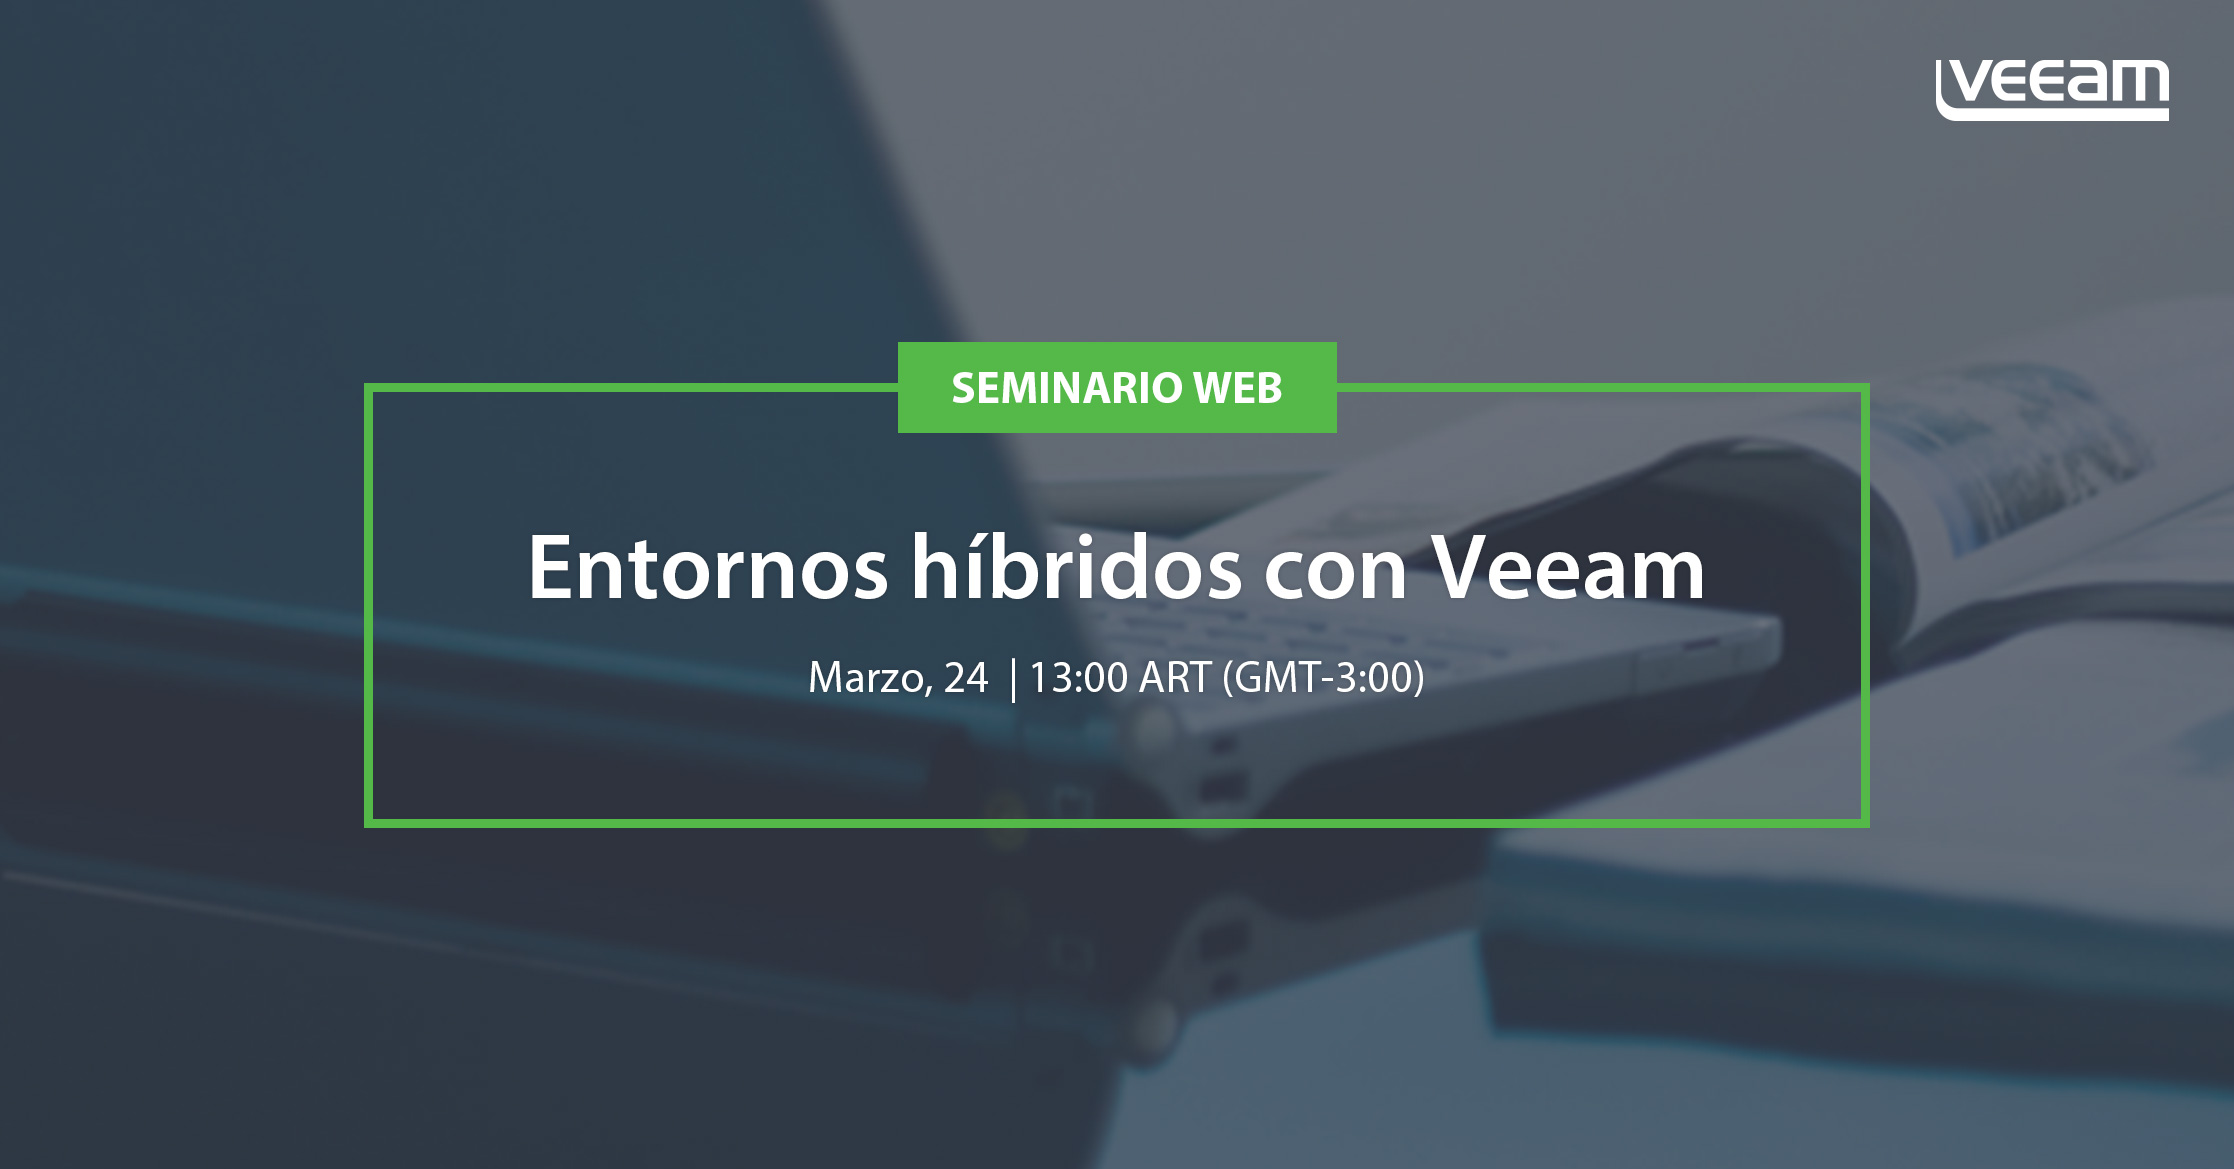 veeam
SEMINARIO WEB
Entornos híbridos con Veeam
Marzo, 24 | 13:00 ART (GMT-3:00)